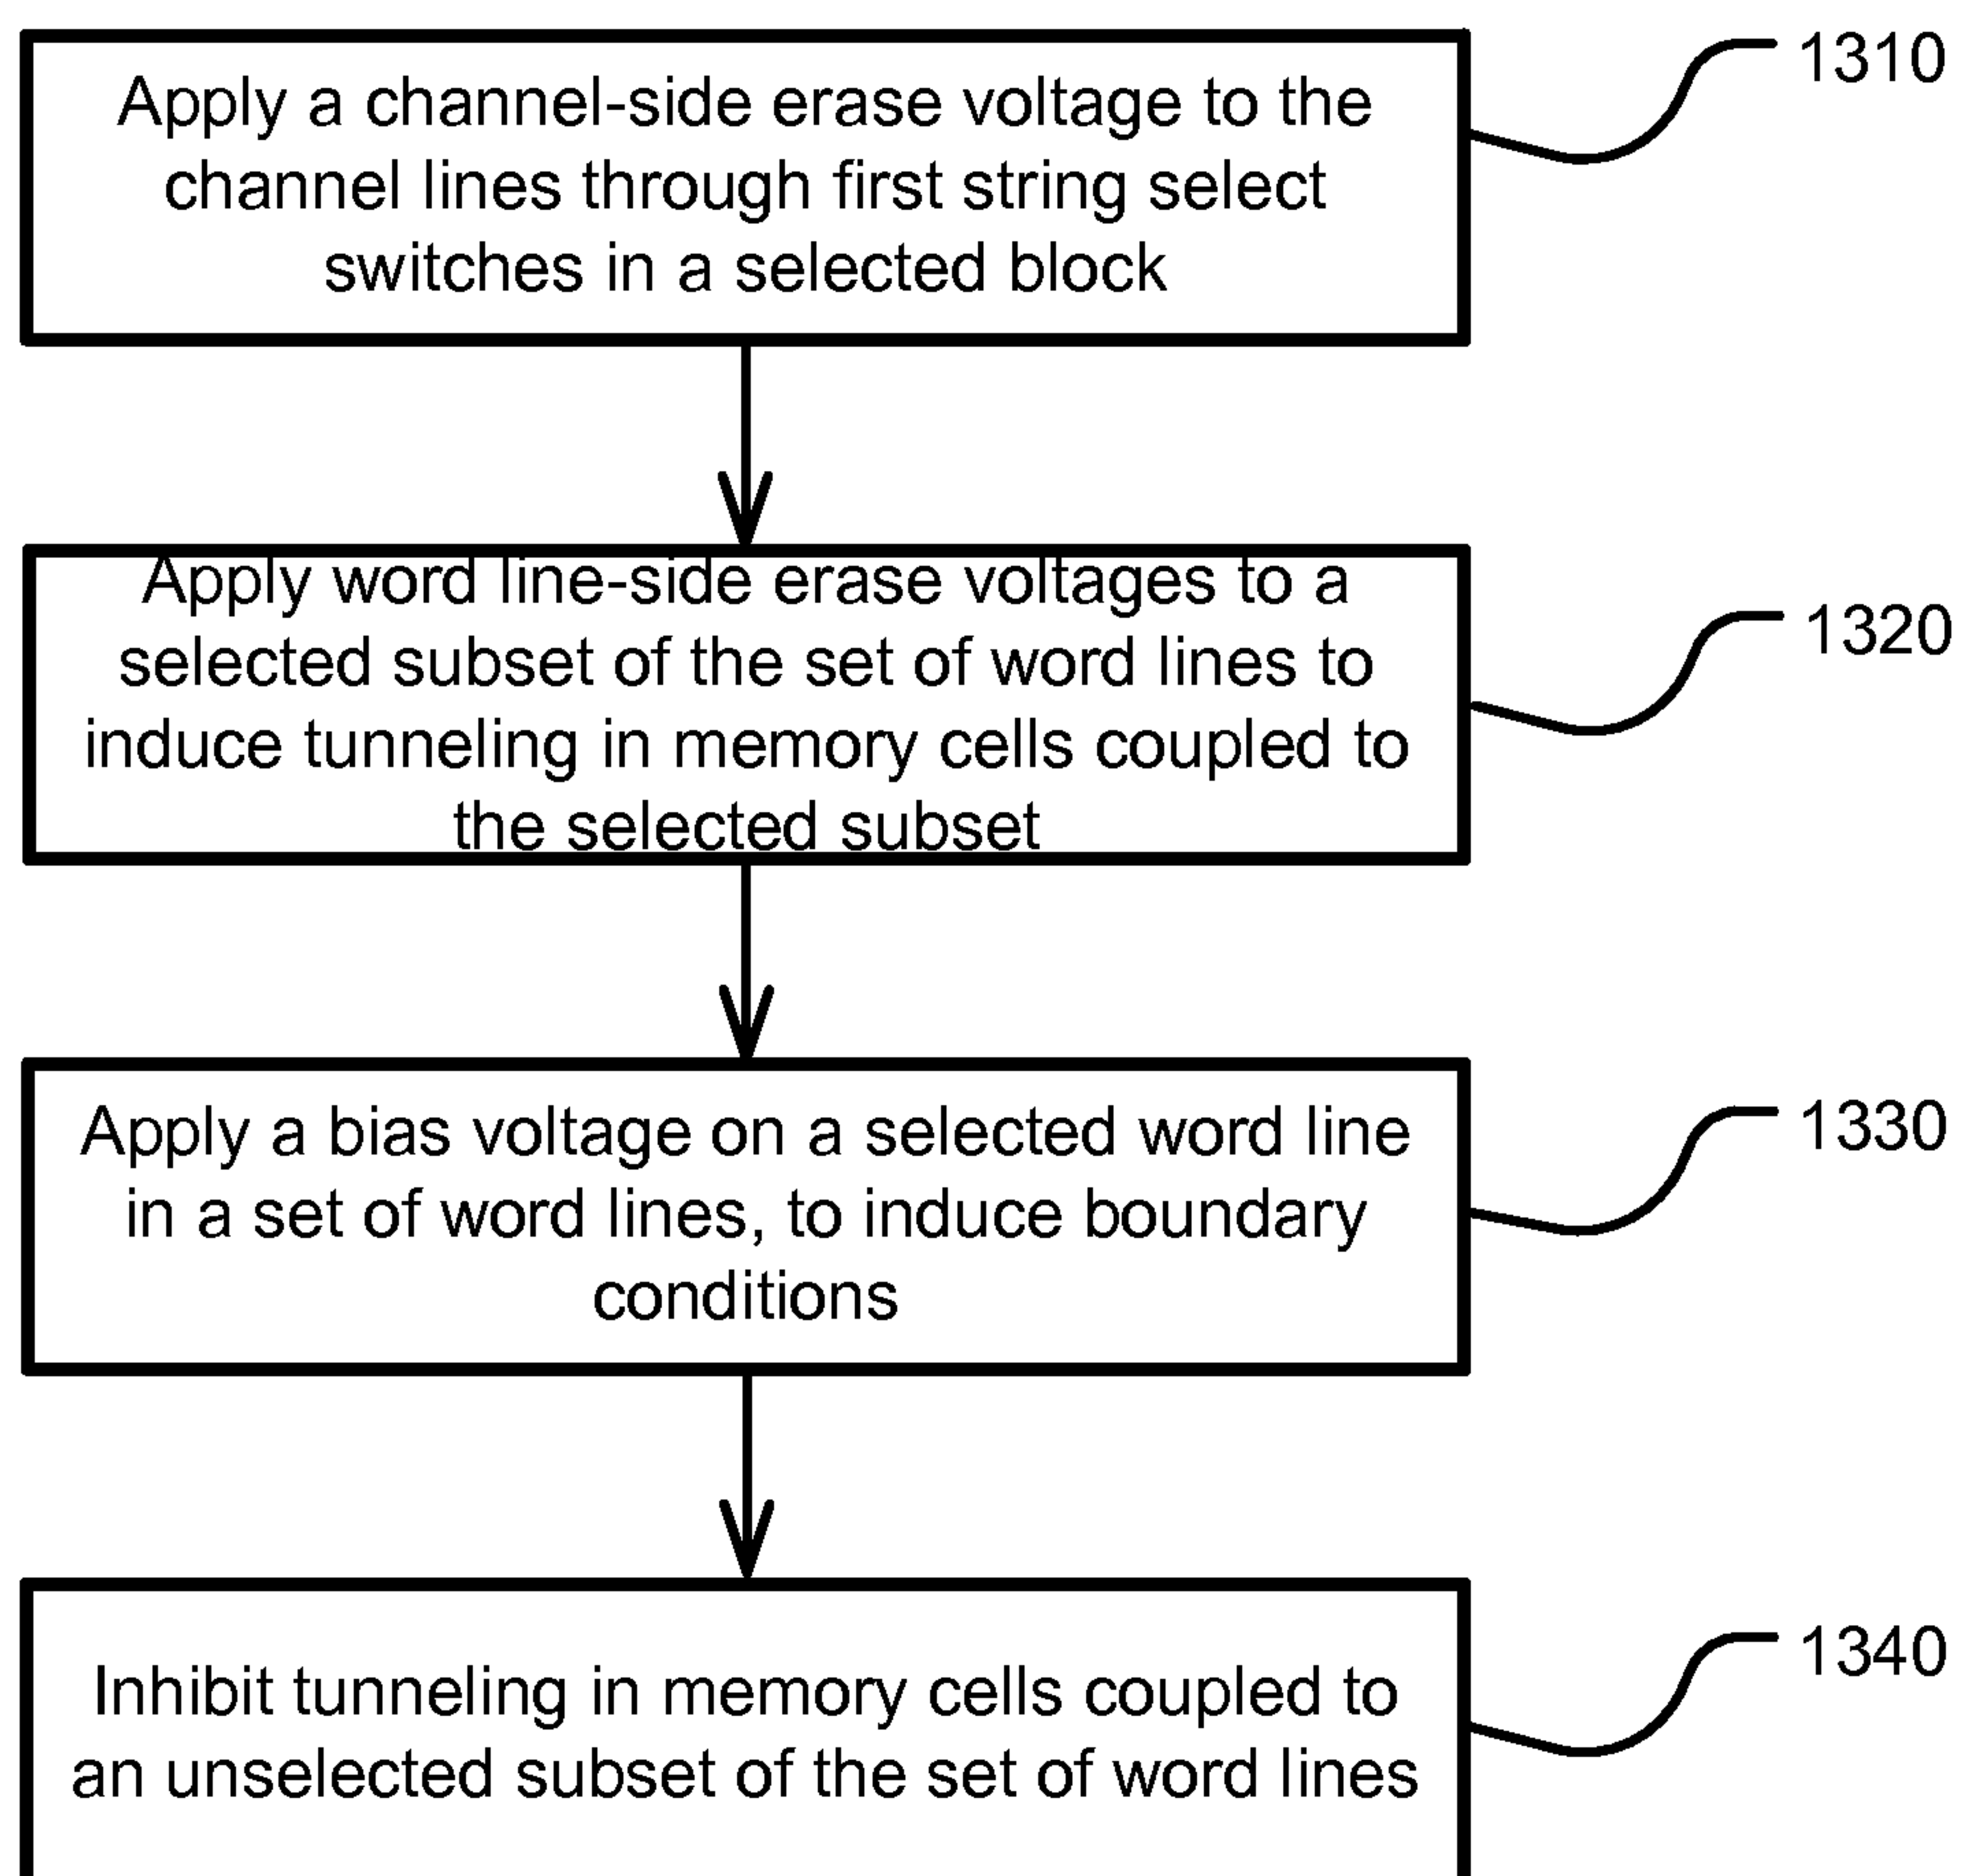 Apply a channel-side erase voltage to the
channel lines through first string select
switches in a selected block
1310
Apply word line-side erase voltages to a
selected subset of the set of word lines to
induce tunneling in memory cells coupled to
the selected subset
1320
Apply a bias voltage on a selected word line
in a set of word lines, to induce boundary
conditions
1330
Inhibit tunneling in memory cells coupled to
an unselected subset of the set of word lines
1340